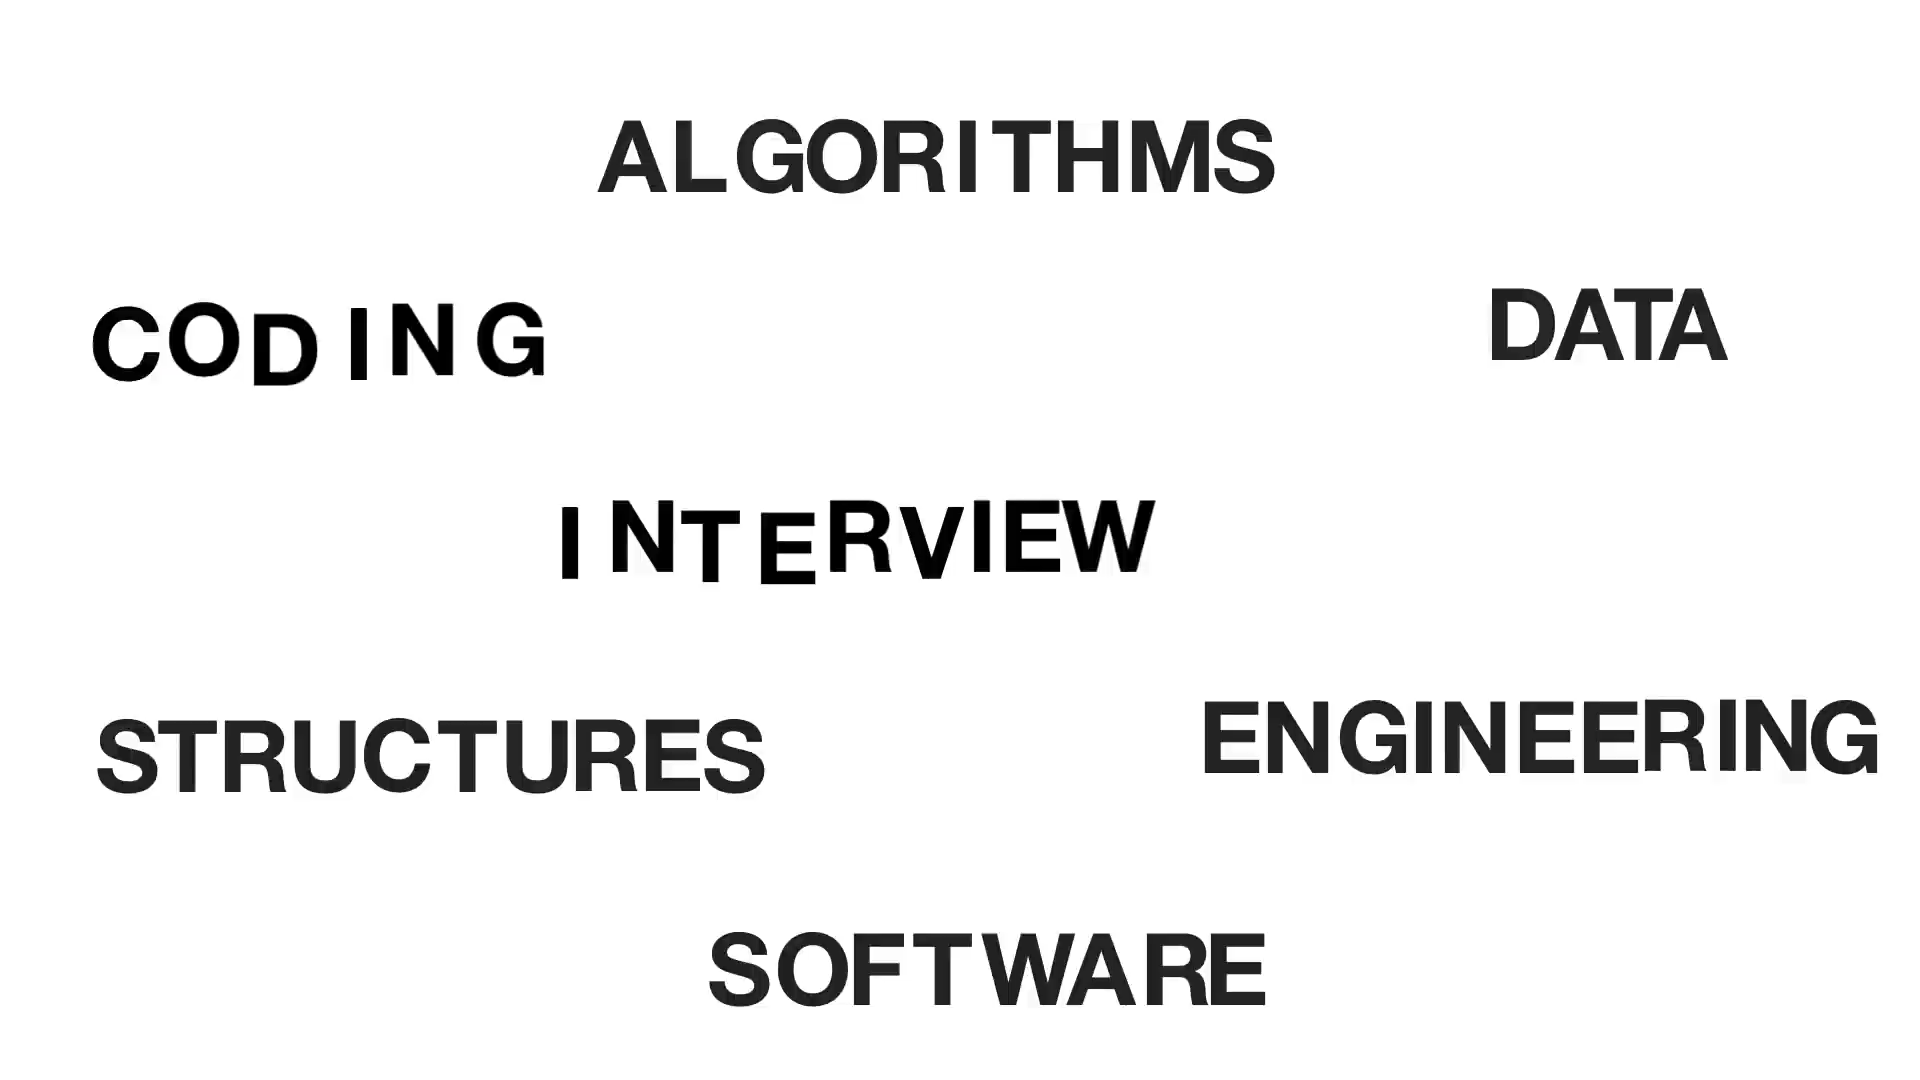 ALGORITHMS
CODING
DATA
INTERVIEW
STRUCTURES
ENGINEERING
SOFTWARE